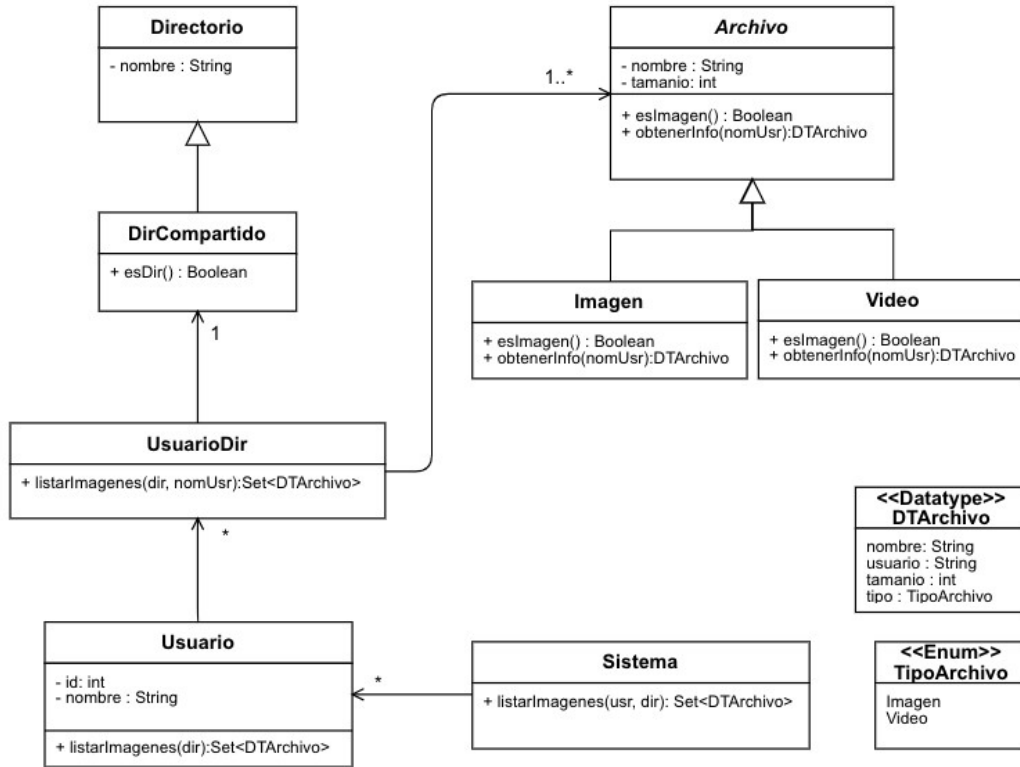 Directorio
- nombre : String
Archivo
- nombre : String
- tamanio: int
+ esImagen() : Boolean
+ obtenerInfo(nomUsr):DTArchivo
1..*
DirCompartido
+ esDir() : Boolean
1
Imagen
+ esImagen() : Boolean
+ obtenerInfo(nomUsr):DTArchivo
Video
+ esImagen() : Boolean
+ obtenerInfo(nomUsr):DTArchivo
UsuarioDir
+ listarImagenes(dir, nomUsr):Set<DTArchivo>
*
<<Datatype>>
DTArchivo
nombre: String
usuario : String
tamanio : int
tipo : TipoArchivo
Usuario
- id: int
- nombre : String
+ listarImagenes(dir):Set<DTArchivo>
*
Sistema
+ listarImagenes(usr, dir): Set<DTArchivo>
<<Enum>>
TipoArchivo
Imagen
Video